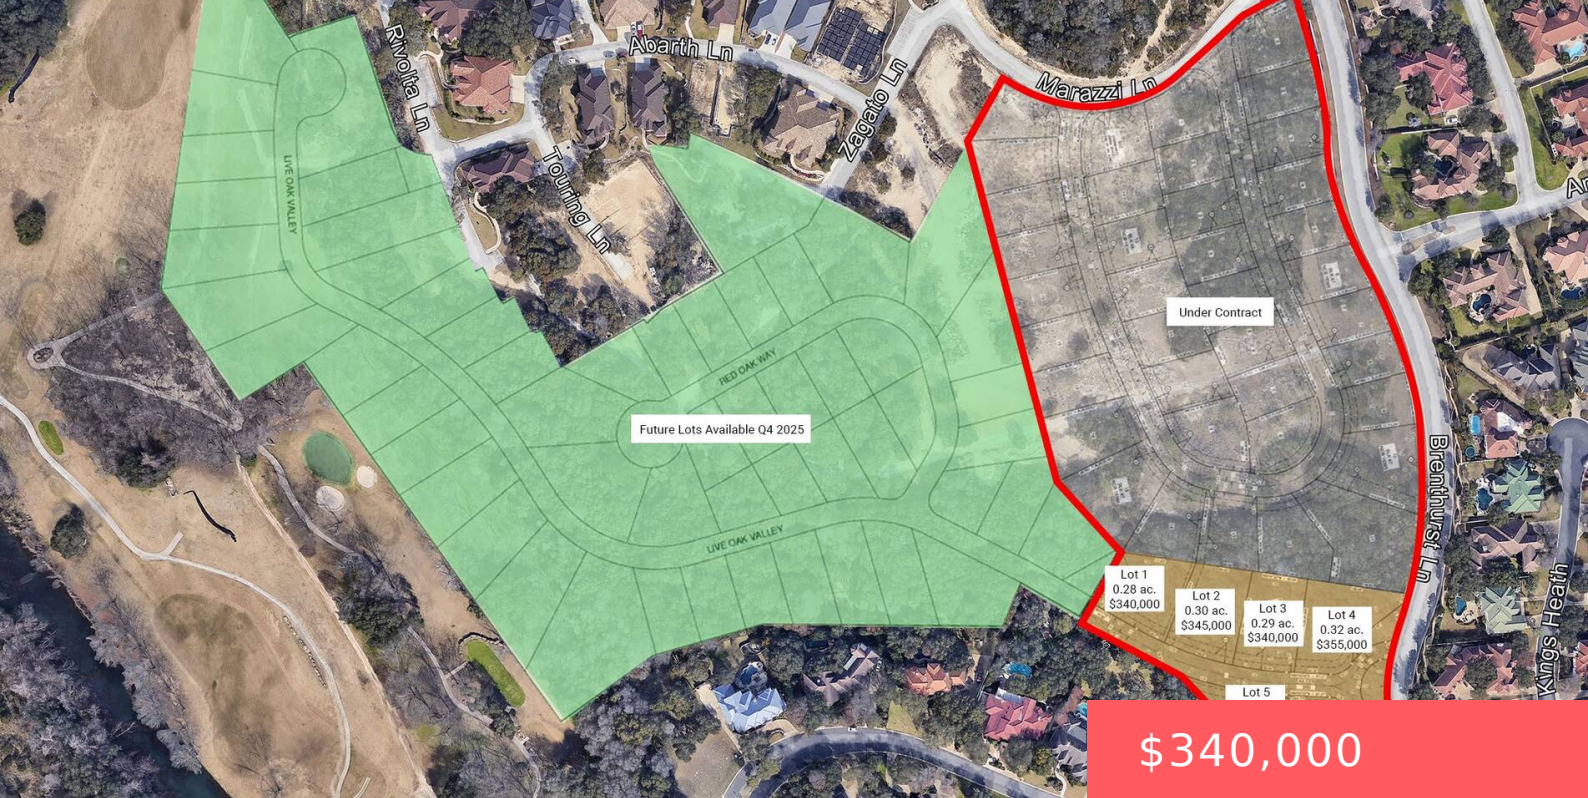 Rivolta Ln
Abarth Ln
Zagato Ln
Marazzi Ln
Touring Ln
LIVE OAK VALLEY
Under Contract
RED OAK WAY
Future Lots Available Q4 2025
LIVE OAK VALLEY
Brenthurst Ln
Kings Heath
Lot 1
0.28 ac.
$340,000
Lot 2
0.30 ac.
$345,000
Lot 3
0.29 ac.
$340,000
Lot 4
0.32 ac.
$355,000
Lot 5
$340,000